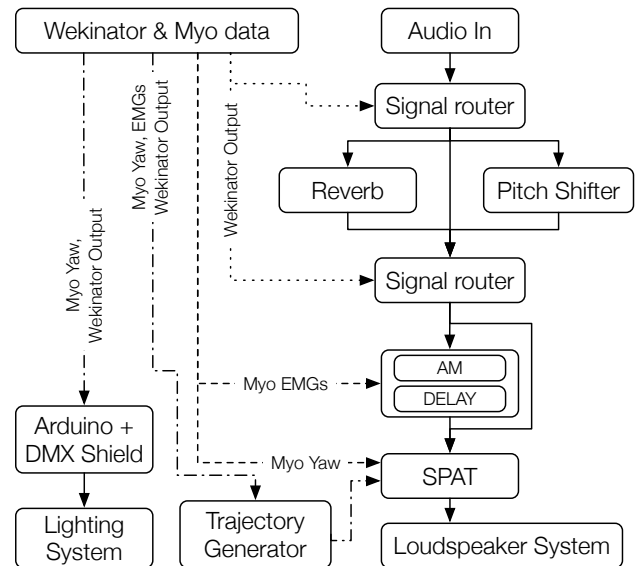 Wekinator & Myo data
Audio In
Signal router
Myo Yaw, EMGs
Wekinator Output
Wekinator Output
Reverb
Pitch Shifter
Myo Yaw,
Wekinator Output
Signal router
AM
Myo EMGs
DELAY
Arduino +
DMX Shield
Myo Yaw
SPAT
Lighting
System
Trajectory
Generator
Loudspeaker System